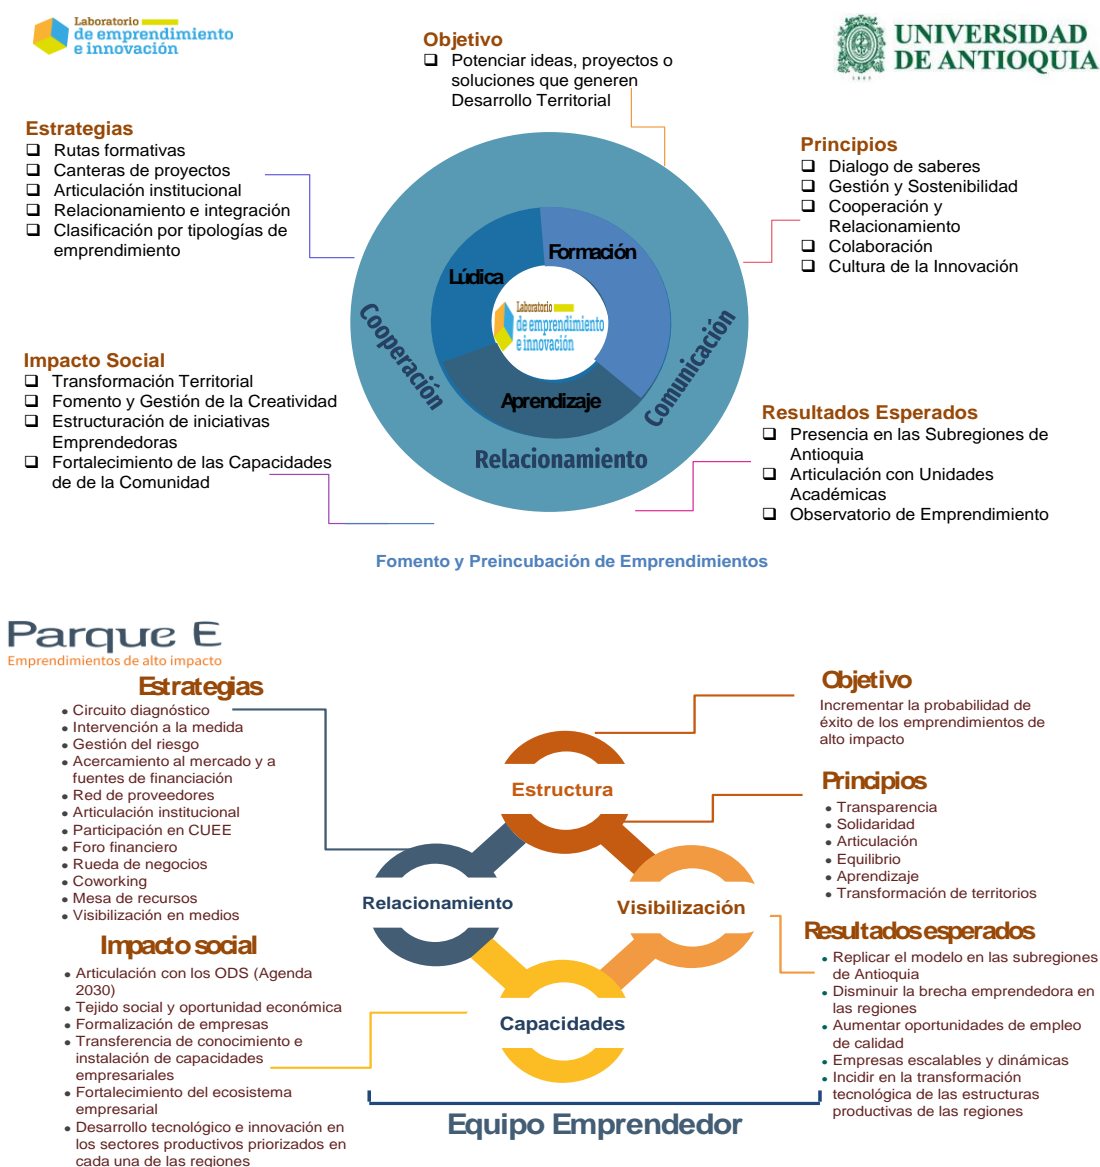 Laboratorio
de emprendimiento
e innovación
UNIVERSIDAD
DE ANTIOQUIA
1803
Objetivo
Potenciar ideas, proyectos o
soluciones que generen
Desarrollo Territorial
Estrategias
Rutas formativas
Canteras de proyectos
Articulación institucional
Relacionamiento e integración
Clasificación por tipologías de
emprendimiento
Principios
Dialogo de saberes
Gestión y Sostenibilidad
Cooperación y
Relacionamiento
Colaboración
Cultura de la Innovación
Formación
Lúdica
Aprendizaje
Laboratorio
de emprendimiento
e innovación
Cooperación
Comunicación
Relacionamiento
Impacto Social
Transformación Territorial
Fomento y Gestión de la Creatividad
Estructuración de iniciativas
Emprendedoras
Fortalecimiento de las Capacidades
de de la Comunidad
Resultados Esperados
Presencia en las Subregiones de
Antioquia
Articulación con Unidades
Académicas
Observatorio de Emprendimiento
Fomento y Preincubación de Emprendimientos
Parque E
Emprendimientos de alto impacto
Estrategias
Circuito diagnóstico
Intervención a la medida
Gestión del riesgo
Acercamiento al mercado y a
fuentes de financiación
Red de proveedores
Articulación institucional
Participación en CUEE
Foro financiero
Rueda de negocios
Coworking
Mesa de recursos
Visibilización en medios
Objetivo
Incrementar la probabilidad de
éxito de los emprendimientos de
alto impacto
Principios
Transparencia
Solidaridad
Articulación
Equilibrio
Aprendizaje
Transformación de territorios
Estructura
Relacionamiento
Visibilización
Capacidades
Impacto social
Articulación con los ODS (Agenda
2030)
Tejido social y oportunidad económica
Formalización de empresas
Transferencia de conocimiento e
instalación de capacidades
empresariales
Fortalecimiento del ecosistema
empresarial
Desarrollo tecnológico e innovación en
los sectores productivos priorizados en
cada una de las regiones
Resultados esperados
Replicar el modelo en las subregiones
de Antioquia
Disminuir la brecha emprendedora en
las regiones
Aumentar oportunidades de empleo
de calidad
Empresas escalables y dinámicas
Incidir en la transformación
tecnológica de las estructuras
productivas de las regiones
Equipo Emprendedor